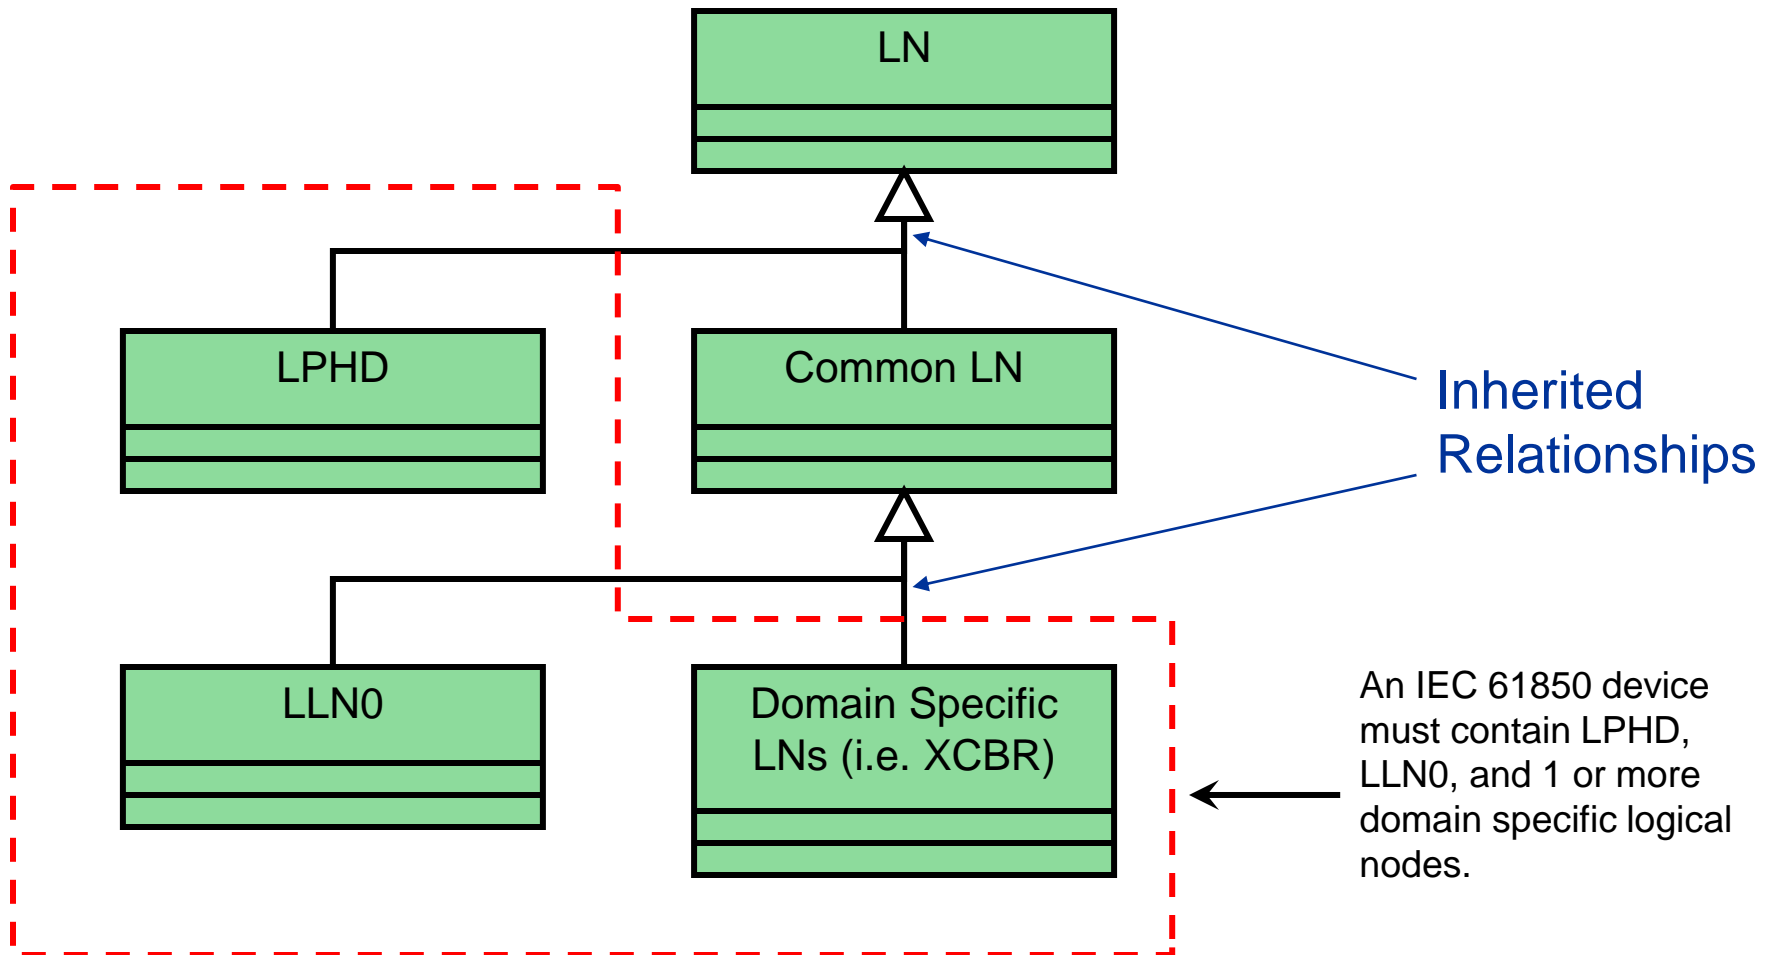 LN
LPHD
Common LN
Inherited
Relationships
LLN0
Domain Specific
LNs (i.e. XCBR)
An IEC 61850 device
must contain LPHD,
LLN0, and 1 or more
domain specific logical
nodes.